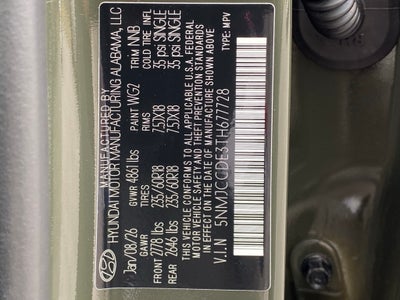 HYUNDAI MOTOR MANUFACTURING ALABAMA, LLC
Jan/08/26 PAINT WG2 TRIM NNB
GVWR 4861 lbs
GAWR TIRES RIMS COLD TIRE INFL.
FRONT 2778 lbs 235/60R18 7.5JX18 35 PSI SINGLE
REAR 2646 lbs 235/60R18 7.5JX18 35 PSI SINGLE
THIS VEHICLE CONFORMS TO ALL APPLICABLE U.S.A. FEDERAL
MOTOR VEHICLE SAFETY AND THEFT PREVENTION STANDARDS
IN EFFECT ON THE DATE OF MANUFACTURE SHOWN ABOVE.
V.I.N 5NMJCCDE3TH677728 TYPE: MPV